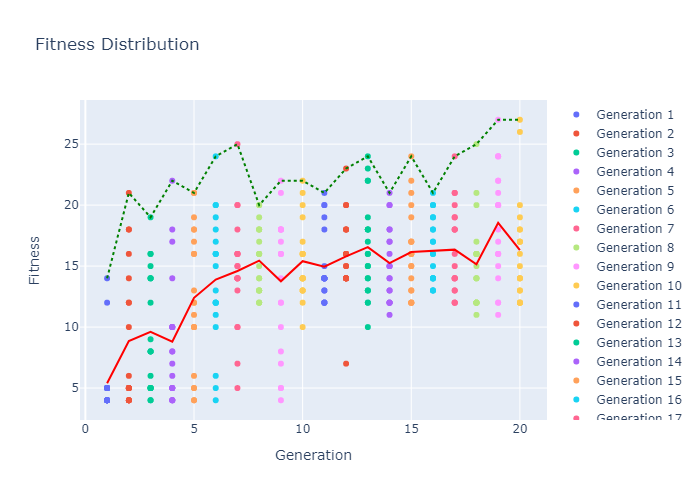 Fitness Distribution
Fitness
25
20
15
10
5
0
5
10
15
20
Generation
Generation 1
Generation 2
Generation 3
Generation 4
Generation 5
Generation 6
Generation 7
Generation 8
Generation 9
Generation 10
Generation 11
Generation 12
Generation 13
Generation 14
Generation 15
Generation 16
Generation 17